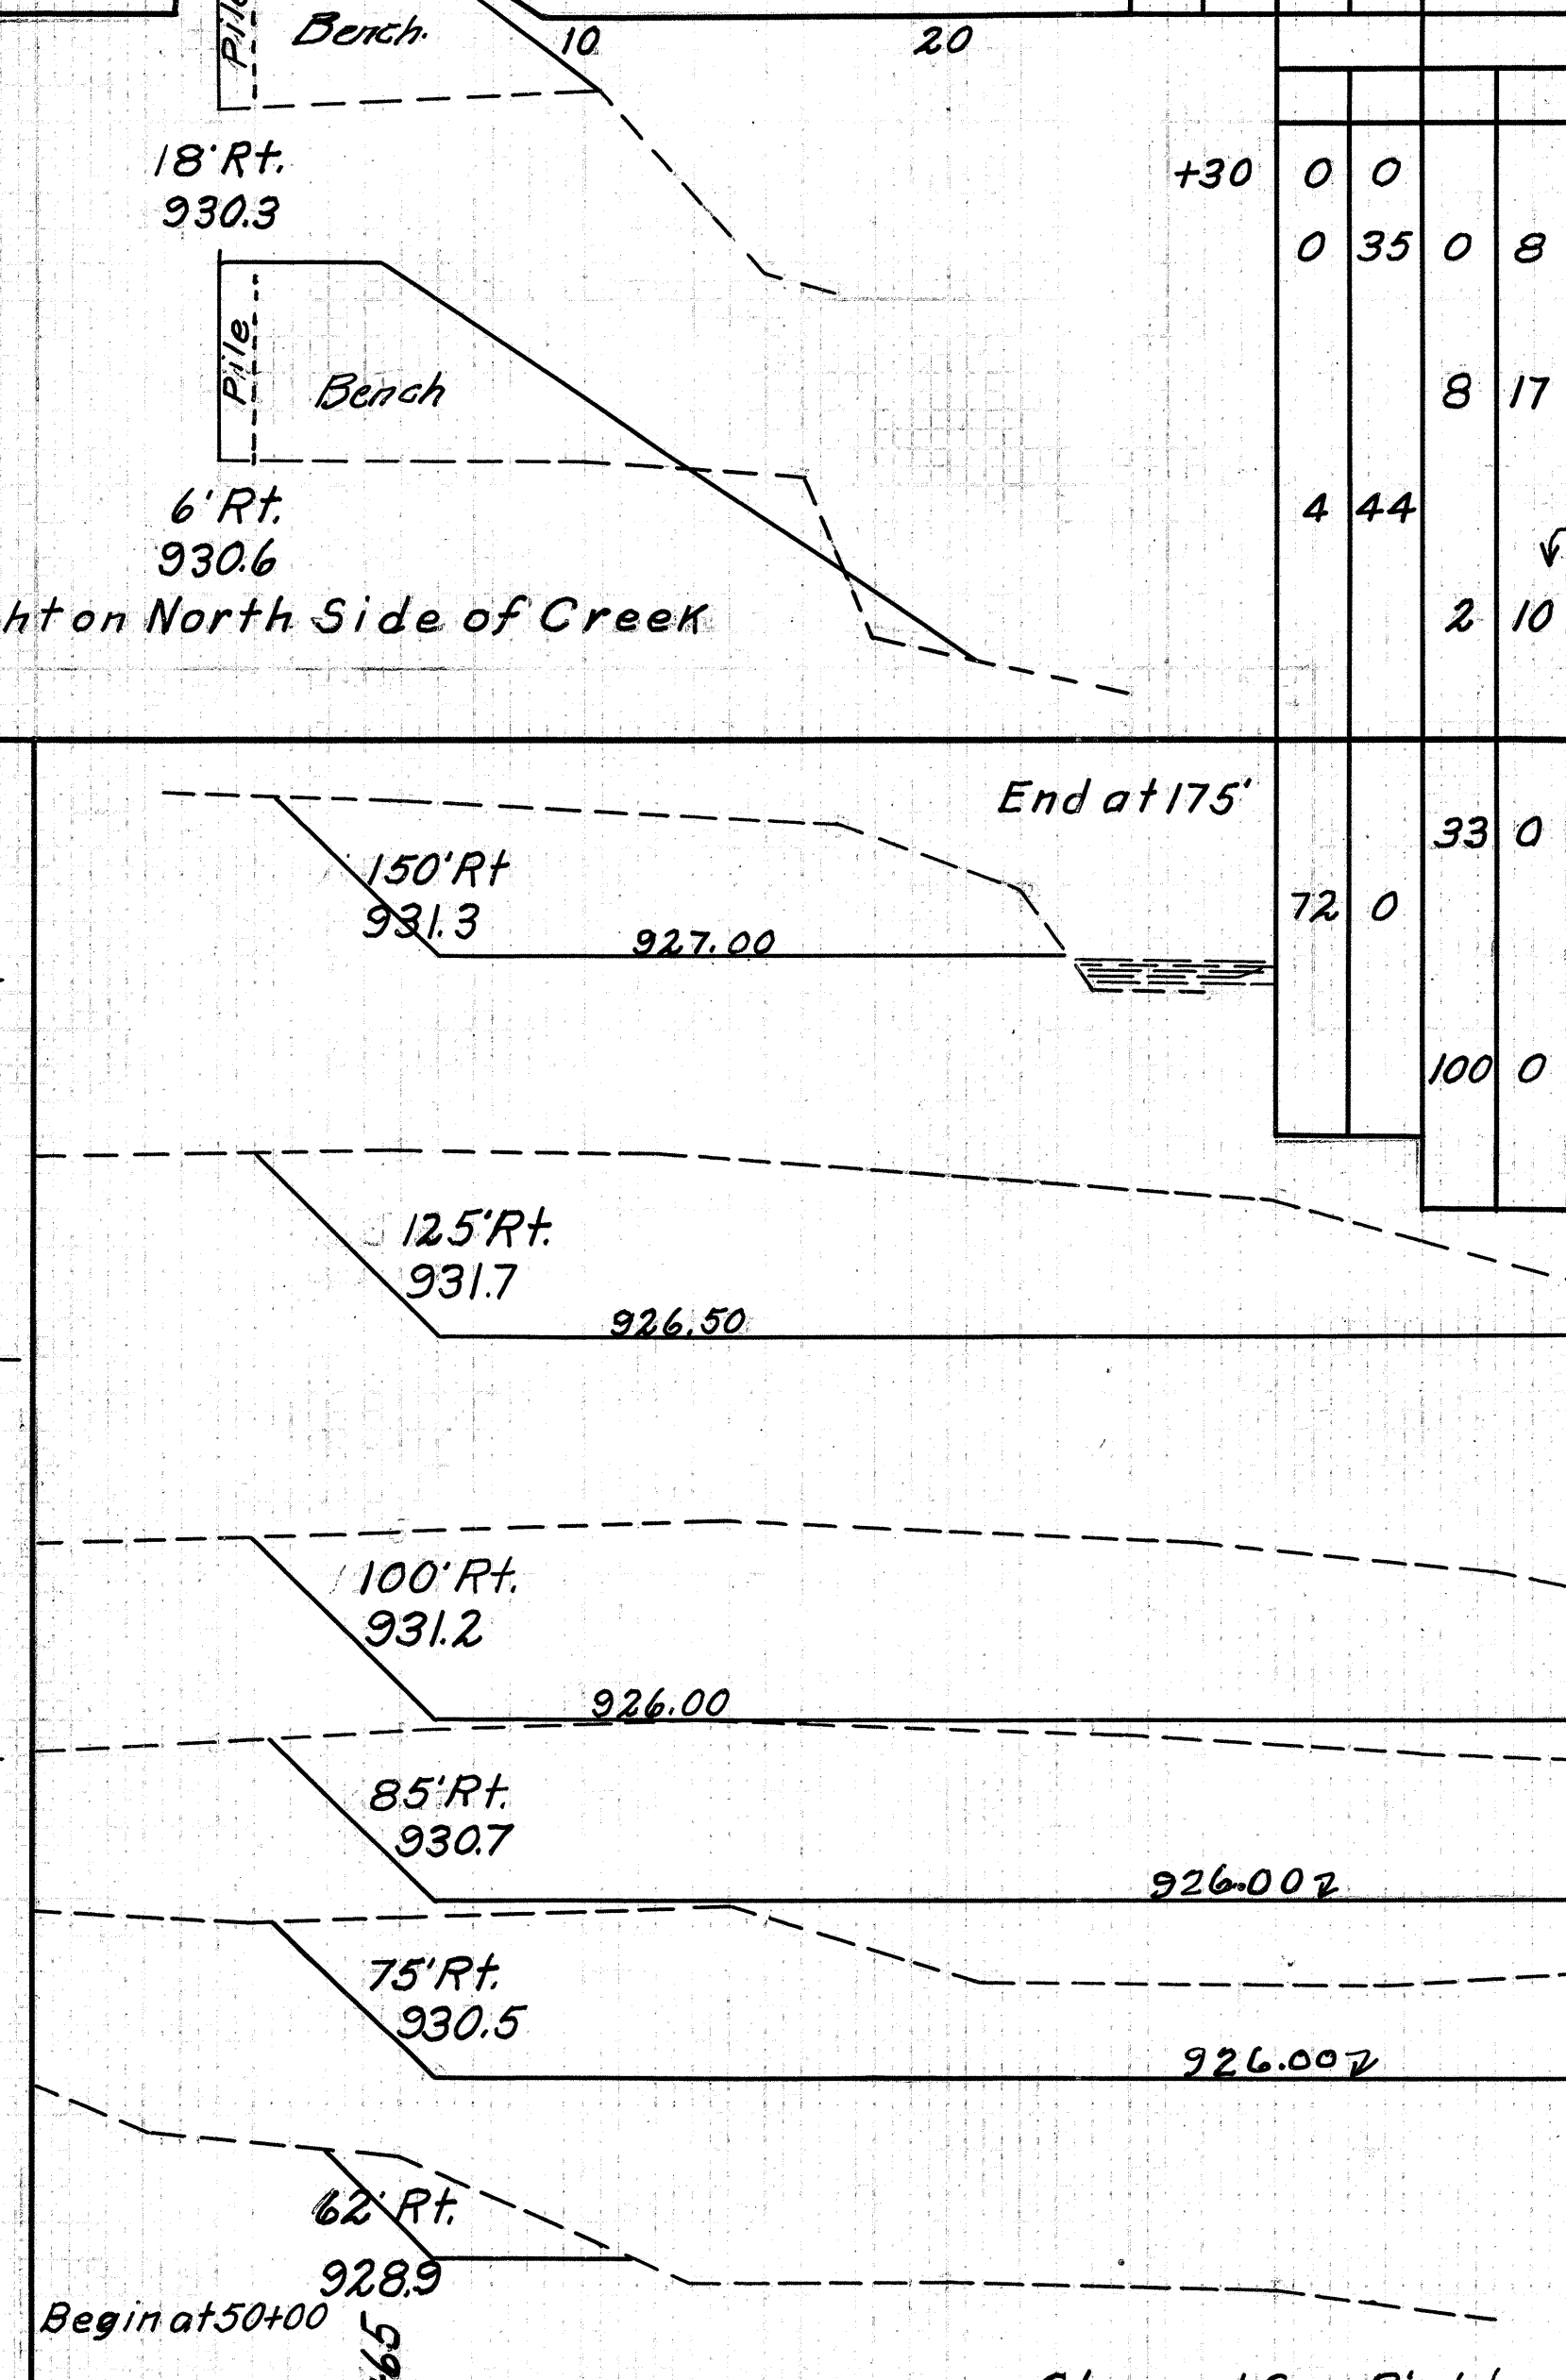 Pile
Bench.
10
20
18' Rt.
930.3
+30 0 0
0 35 0 8
Pile
Bench
8 17
6' Rt.
930.6
4 44
ht on North Side of Creek
2 10
End at 175'
33 0
150' Rt
931.3
72 0
927.00
100 0
125' Rt.
931.7
926.50
100' Rt.
931.2
926.00
85' Rt.
930.7
926.00
75' Rt.
930.5
926.00
62' Rt.
928.9
Begin at 50+00